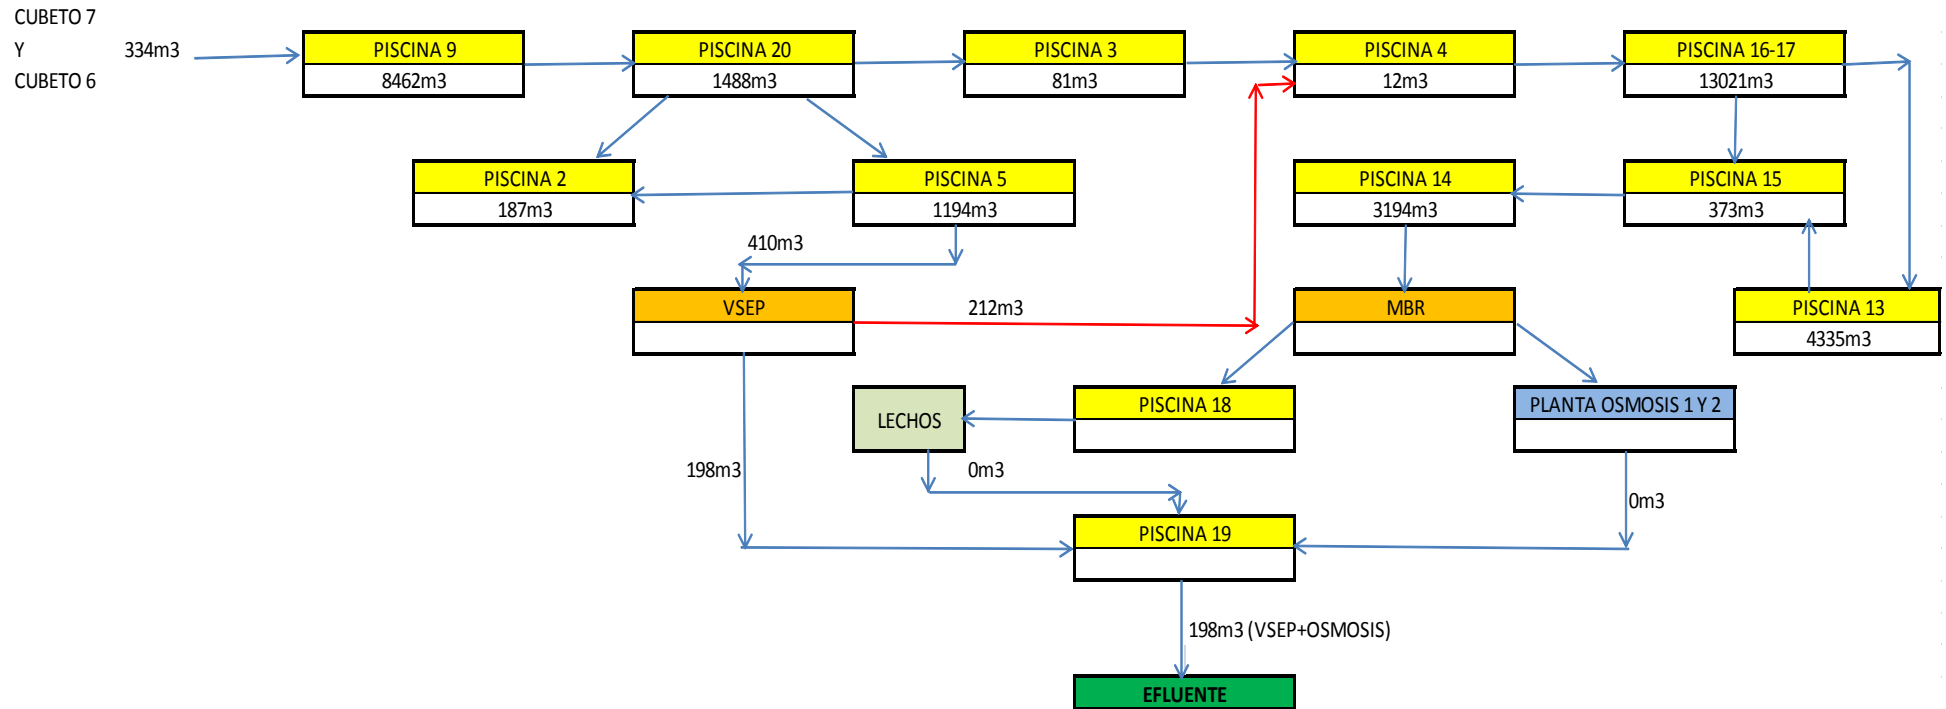 CUBETO 7
Y
CUBETO 6
334m3
PISCINA 9
8462m3
PISCINA 20
1488m3
PISCINA 3
81m3
PISCINA 4
12m3
PISCINA 16-17
13021m3
PISCINA 2
187m3
PISCINA 5
1194m3
PISCINA 14
3194m3
PISCINA 15
373m3
410m3
VSEP
212m3
MBR
PISCINA 13
4335m3
LECHOS
PISCINA 18
PLANTA OSMOSIS 1 Y 2
198m3
0m3
0m3
PISCINA 19
198m3 (VSEP+OSMOSIS)
EFLUENTE